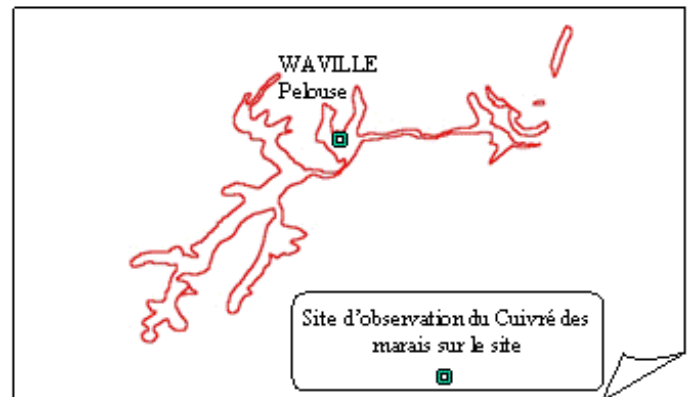 WAVILLE
Pelouse
Site d'observation du Cuivré des
marais sur le site